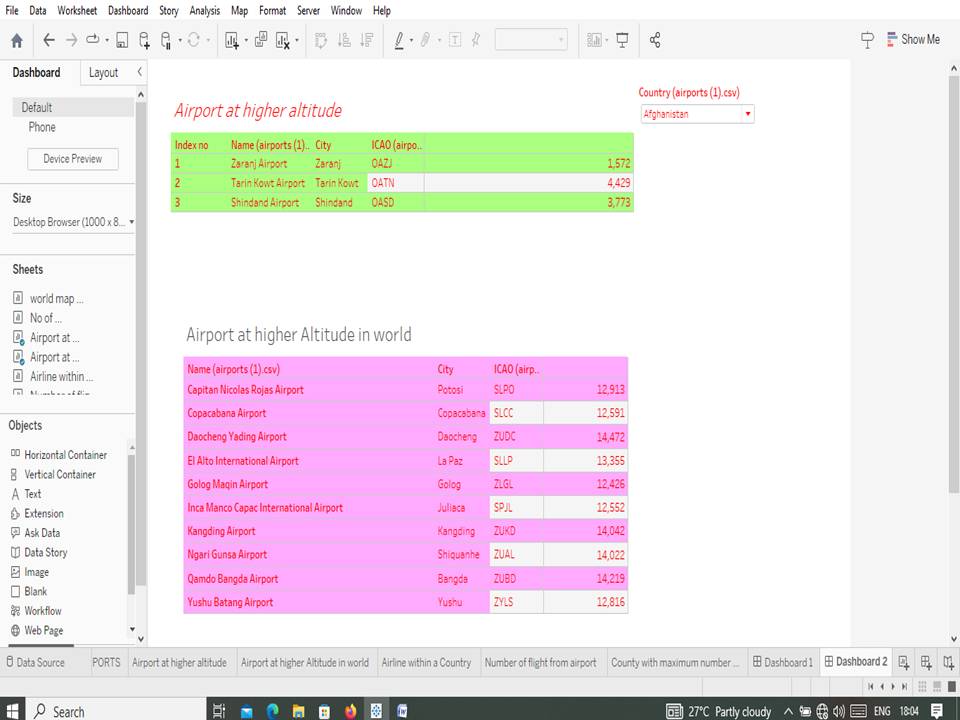 File Data Worksheet Dashboard Story Analysis Map Format Server Window Help
Show Me
Dashboard Layout
Default
Phone
Device Preview
Size
Desktop Browser (1000 x 8...
Sheets
world map ...
No of ...
Airport at ...
Airport at ...
Airline within ...
Objects
Horizontal Container
Vertical Container
A Text
Extension
Ask Data
Data Story
Image
Blank
Workflow
Web Page
Airport at higher altitude
Index no Name (airports (1).. City ICAO (airpo..
1 Zaranj Airport Zaranj OAZJ 1,572
2 Tarin Kowt Airport Tarin Kowt OATN 4,429
3 Shindand Airport Shindand OASD 3,773
Country (airports (1).csv)
Afghanistan
Airport at higher Altitude in world
Name (airports (1).csv) City ICAO (airp..
Capitan Nicolas Rojas Airport Potosi SLPO 12,913
Copacabana Airport Copacabana SLCC 12,591
Daocheng Yading Airport Daocheng ZUDC 14,472
El Alto International Airport La Paz SLLP 13,355
Golog Maqin Airport Golog ZLGL 12,426
Inca Manco Capac International Airport Juliaca SPJL 12,552
Kangding Airport Kangding ZUKD 14,042
Ngari Gunsa Airport Shiquanhe ZUAL 14,022
Qamdo Bangda Airport Bangda ZUBD 14,219
Yushu Batang Airport Yushu ZYLS 12,816
Data Source PORTS Airport at higher altitude Airport at higher Altitude in world Airline within a Country Number of flight from airport County with maximum number ... Dashboard 1 Dashboard 2
Search 27°C Partly cloudy ENG 18:04